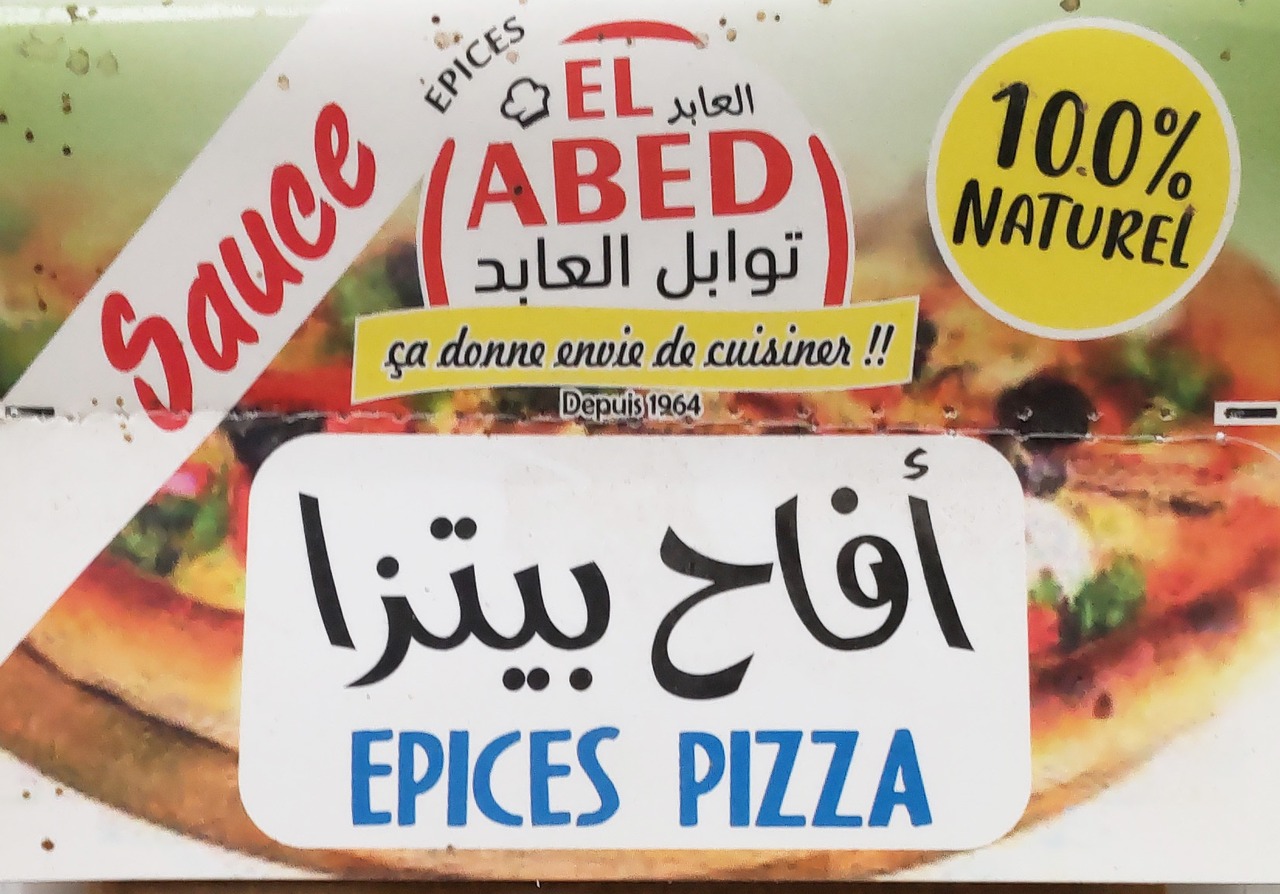 Sauce
ÉPICES
EL العابد
ABED
توابل العابد
ça donne envie de cuisiner !!
Depuis 1964
100%
NATUREL
أفاح بيتزا
EPICES PIZZA